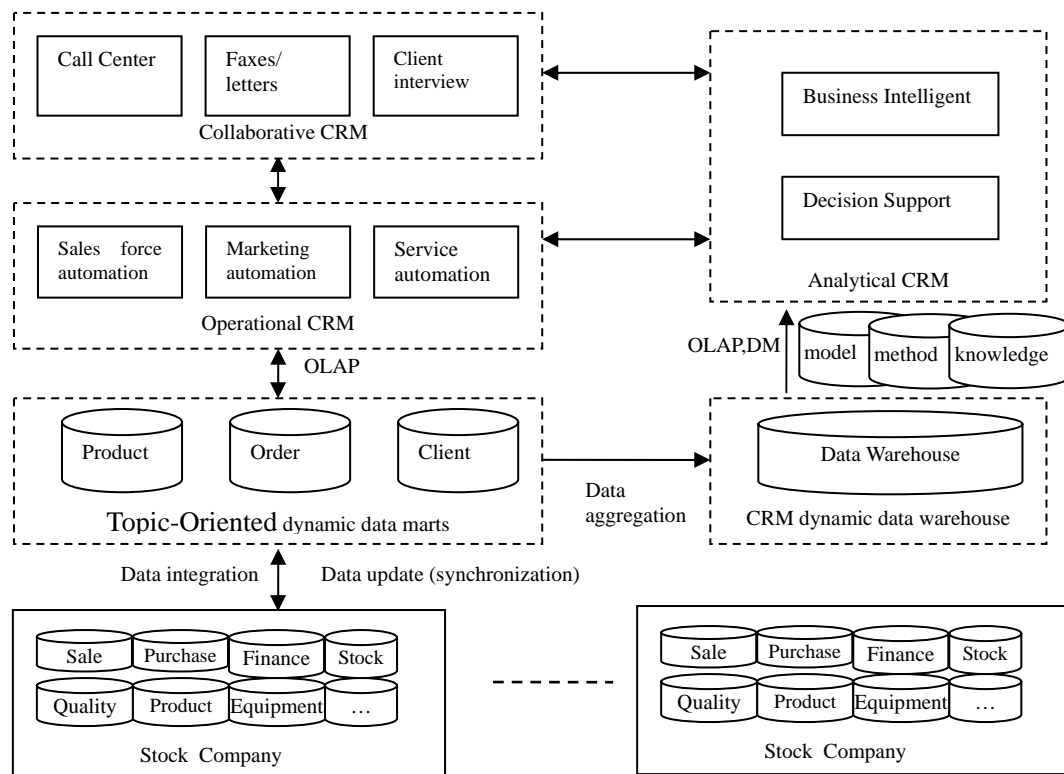 Call Center
Faxes/
letters
Client
interview
Collaborative CRM
Business Intelligent
Decision Support
Analytical CRM
Sales force
automation
Marketing
automation
Service
automation
Operational CRM
OLAP
OLAP,DM
model
method
knowledge
Product
Order
Client
Topic-Oriented dynamic data marts
Data
aggregation
Data Warehouse
CRM dynamic data warehouse
Data integration
Data update (synchronization)
Sale
Purchase
Finance
Stock
Quality
Product
Equipment
…
Stock Company
Sale
Purchase
Finance
Stock
Quality
Product
Equipment
…
Stock Company